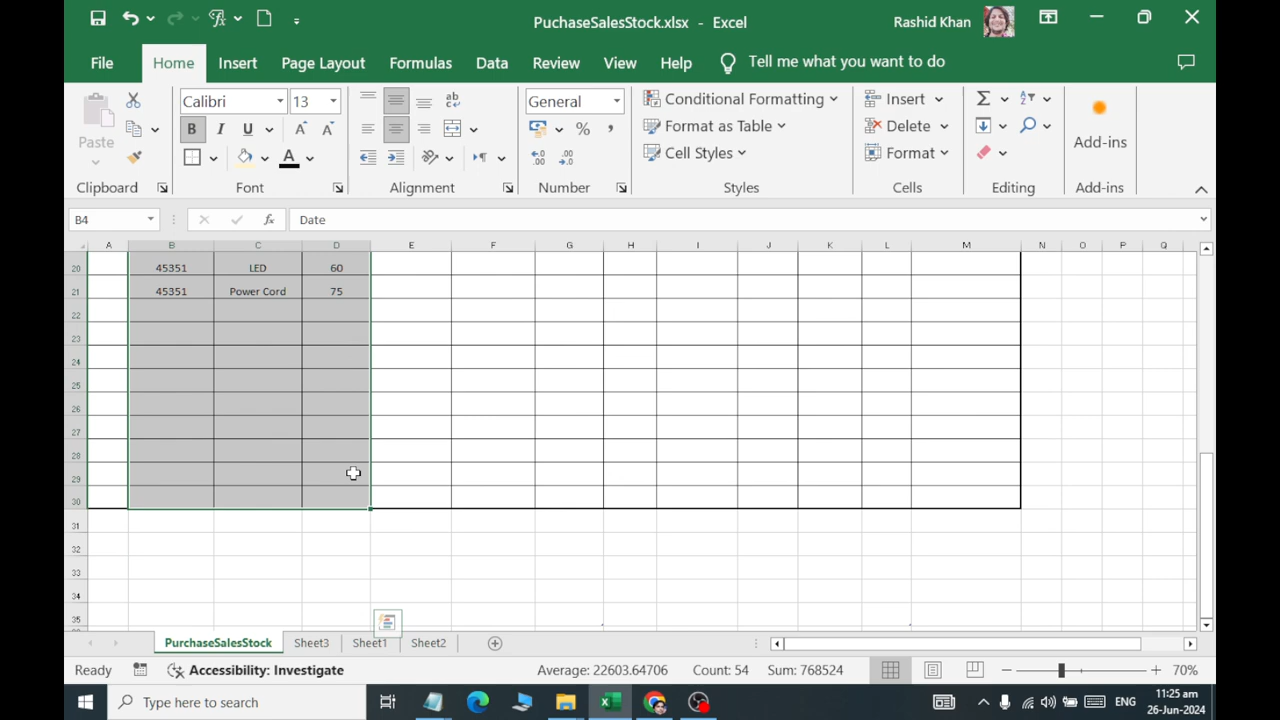 PuchaseSalesStock.xlsx - Excel
Rashid Khan
File Home Insert Page Layout Formulas Data Review View Help Tell me what you want to do
Paste
Calibri 13
B I U A A
ab
c
General
% ,
Conditional Formatting
Format as Table
Cell Styles
Insert
Delete
Format
Add-ins
Clipboard Font Alignment Number Styles Cells Editing Add-ins
B4 fx Date
A B C D E F G H I J K L M N O P Q
20 45351 LED 60
21 45351 Power Cord 75
22
23
24
25
26
27
28
29
30
31
32
33
34
35
PurchaseSalesStock Sheet3 Sheet1 Sheet2
Ready Accessibility: Investigate Average: 22603.64706 Count: 54 Sum: 768524 70%
Type here to search
ENG
11:25 am
26-Jun-2024